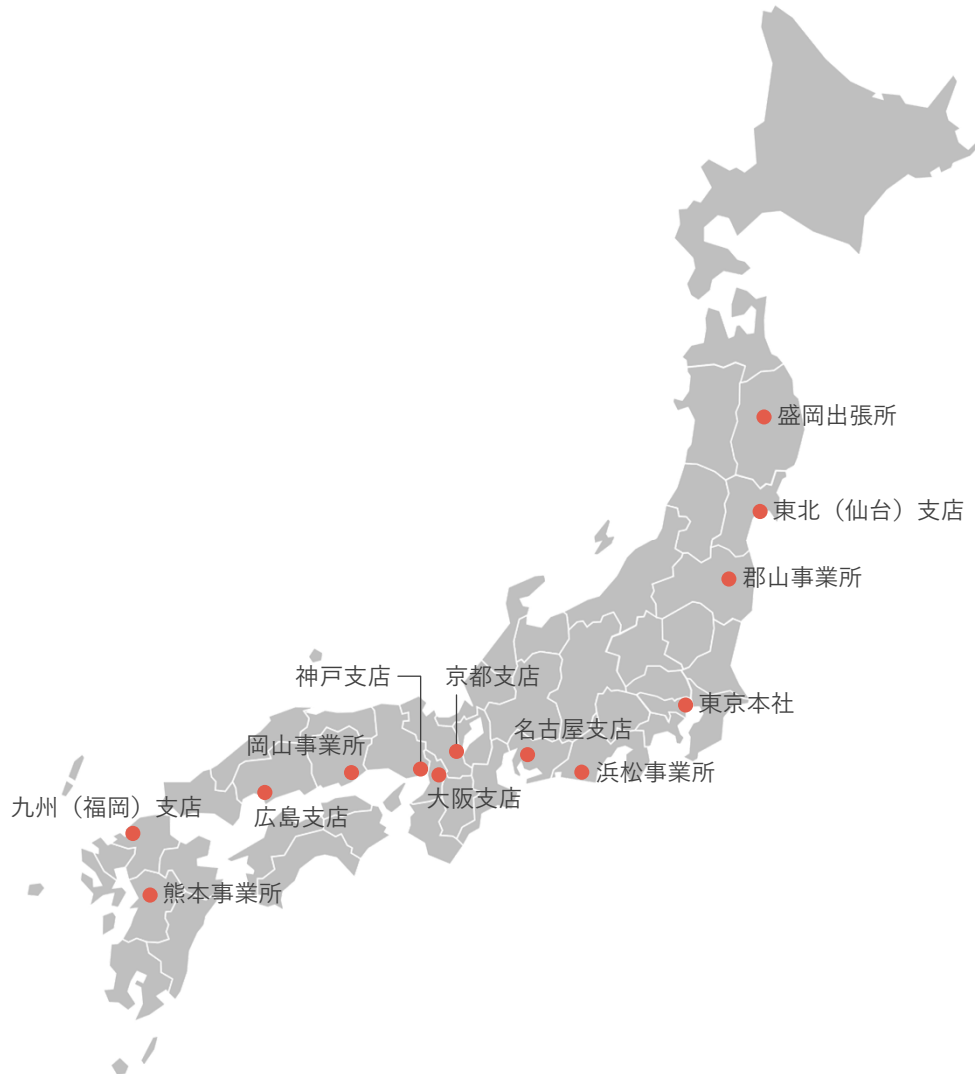 盛岡出張所
東北（仙台）支店
郡山事業所
神戸支店
京都支店
東京本社
名古屋支店
岡山事業所
浜松事業所
大阪支店
九州（福岡）支店
広島支店
熊本事業所